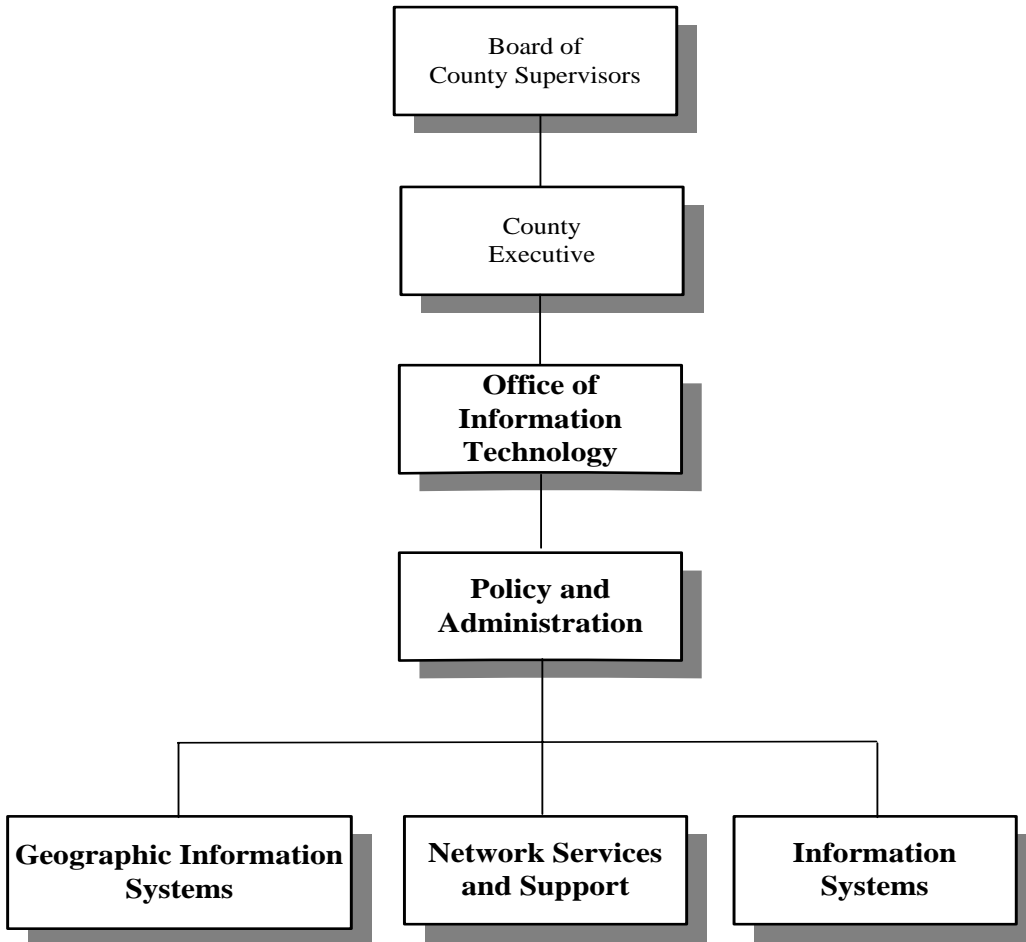 Board of
County Supervisors
County
Executive
Office of
Information
Technology
Policy and
Administration
Geographic Information
Systems
Network Services
and Support
Information
Systems